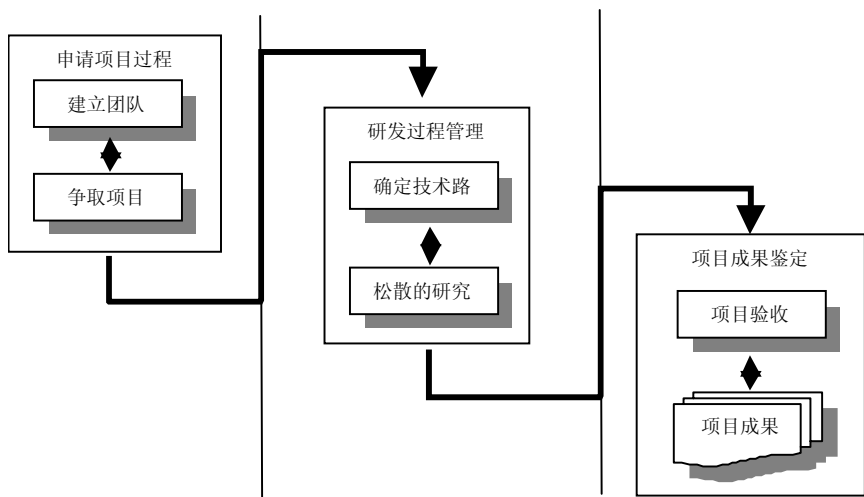 申请项目过程
建立团队
争取项目
研发过程管理
确定技术路
松散的研究
项目成果鉴定
项目验收
项目成果